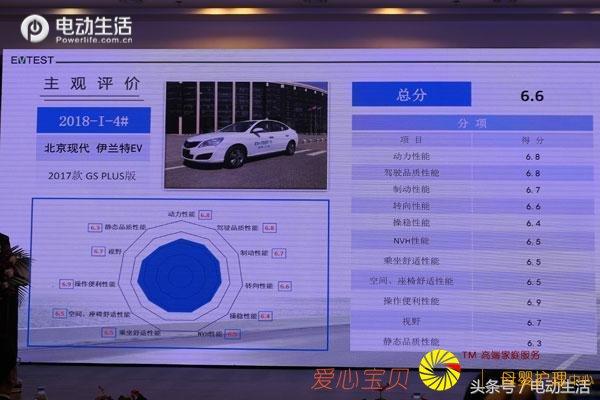 电动生活
Powerlife.com.cn
EVTEST
主观评价
2018-I-4#
北京现代 伊兰特EV
2017款 GS PLUS版
总分 6.6
分项
项目 得分
动力性能 6.8
驾驶品质性能 6.8
制动性能 6.7
转向性能 6.6
操稳性能 6.4
NVH性能 6.5
乘坐舒适性能 6.5
空间、座椅舒适性能 6.5
操作便利性能 6.9
视野 6.7
静态品质性能 6.3
动力性能 6.8
6.3 静态品质性能
驾驶品质性能 6.8
6.7 视野
制动性能 6.7
6.9 操作便利性能
转向性能 6.6
6.5 空间、座椅舒适性能
操稳性能 6.4
6.5 乘坐舒适性能
NVH性能 6.5
爱心宝贝
TM 高端家庭服务
母婴护理中心
头条号 / 电动生活